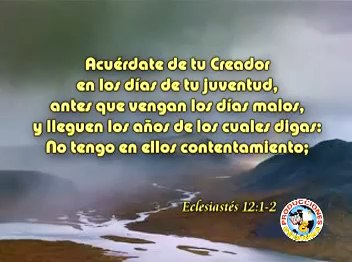 Acuérdate de tu Creador
en los días de tu juventud,
antes que vengan los días malos,
y lleguen los años de los cuales digas:
No tengo en ellos contentamiento;
Eclesiastés 12:1-2
PRODUCCIONES